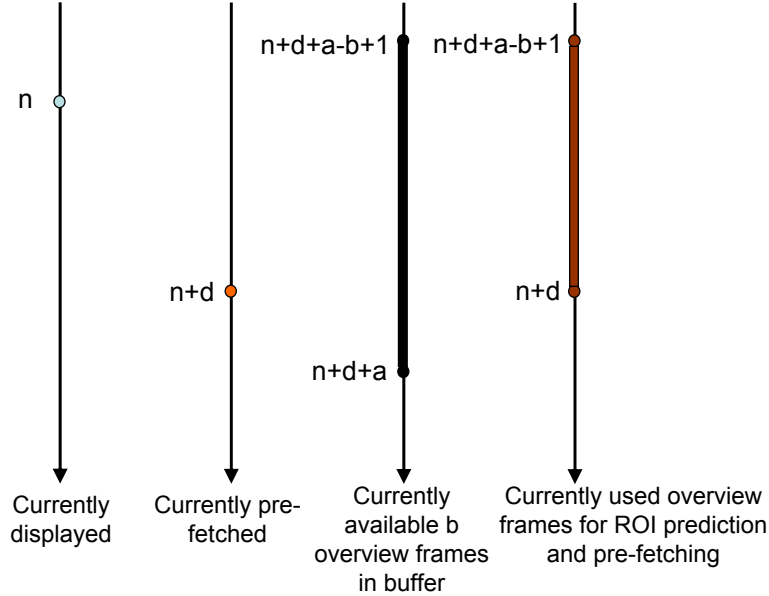 n+d+a-b+1
n+d+a-b+1
n
n+d
n+d
n+d+a
Currently
displayed
Currently pre-
fetched
Currently
available b
overview frames
in buffer
Currently used overview
frames for ROI prediction
and pre-fetching